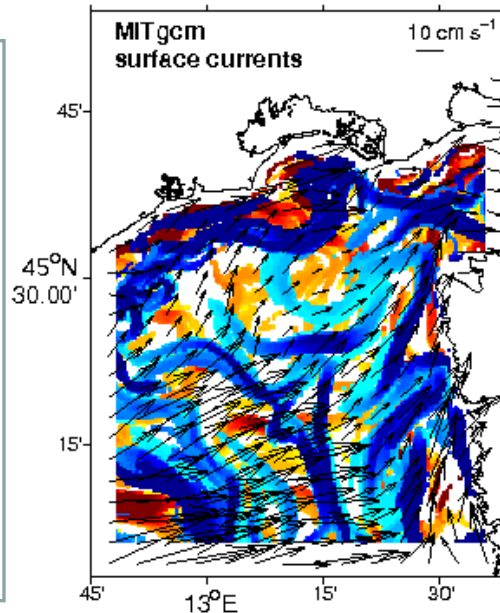 MITgcm
surface currents
10 cm s⁻¹
45'
45°N
30.00'
15'
45'
13°E
15'
30'